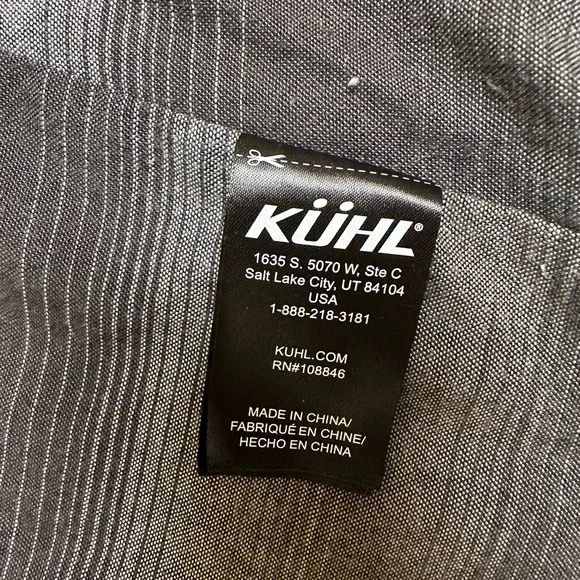 KÜHL®
1635 S. 5070 W, Ste C
Salt Lake City, UT 84104
USA
1-888-218-3181
KUHL.COM
RN#108846
MADE IN CHINA/
FABRIQUÉ EN CHINE/
HECHO EN CHINA